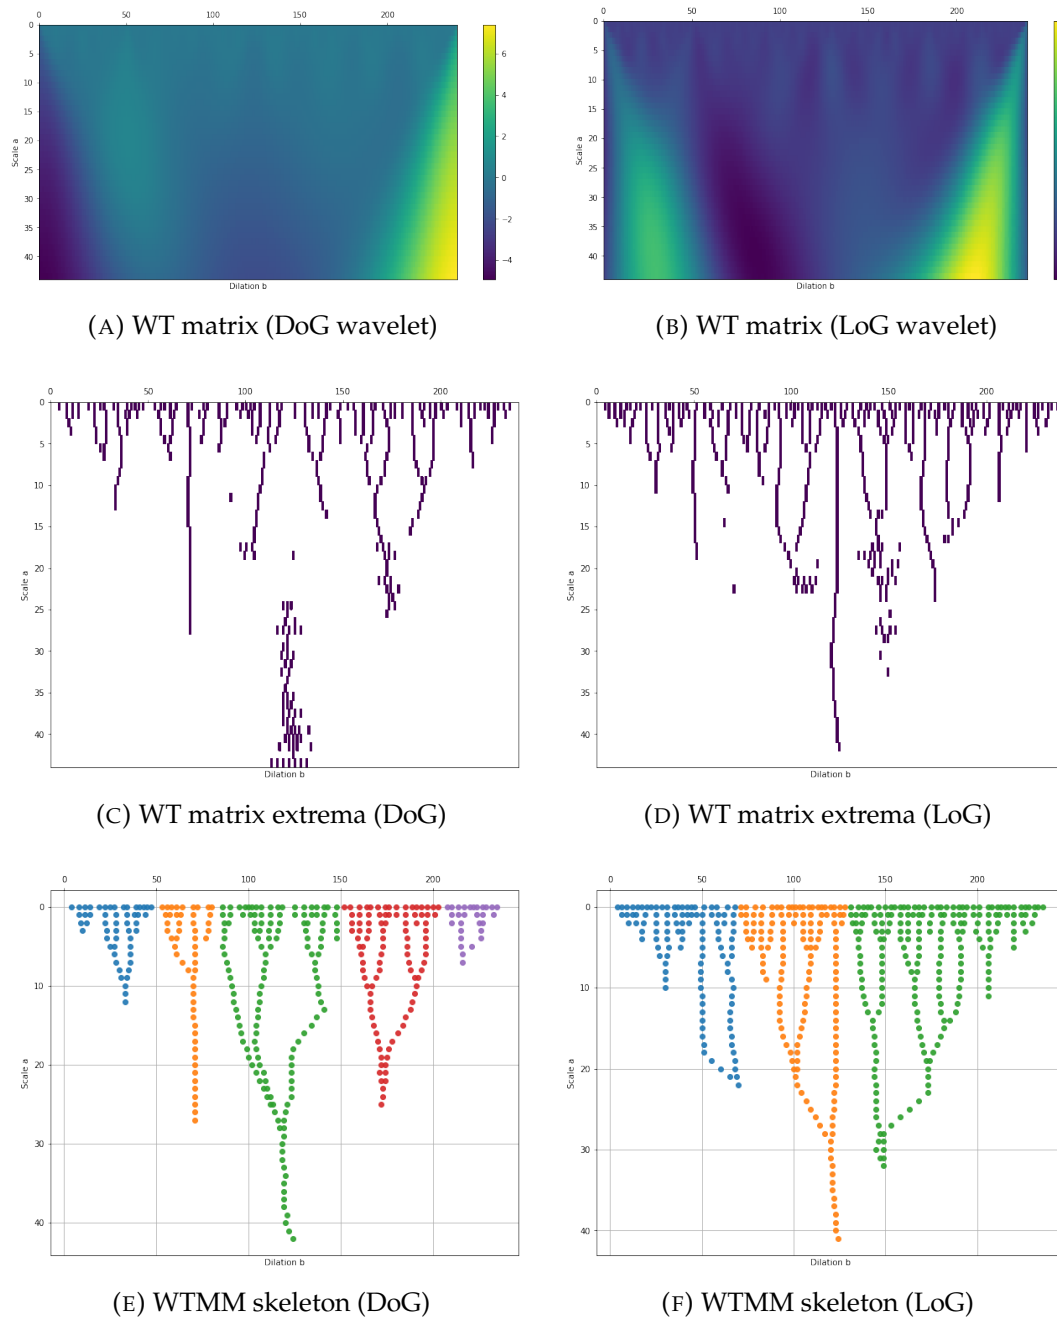 0 50 100 150 200
0 50 100 150 200
0
5
10
15
20
25
30
35
40
Scale a
Dilation b
6
4
2
0
−2
−4
0
5
10
15
20
25
30
35
40
Scale a
Dilation b
(A) WT matrix (DoG wavelet)
(B) WT matrix (LoG wavelet)
50 100 150 200
50 100 150 200
0
5
10
15
20
25
30
35
40
Scale a
Dilation b
0
5
10
15
20
25
30
35
40
Scale a
Dilation b
(C) WT matrix extrema (DoG)
(D) WT matrix extrema (LoG)
0 50 100 150 200
50 100 150 200
0
10
20
30
40
Scale a
Dilation b
0
10
20
30
40
Scale a
Dilation b
(E) WTMM skeleton (DoG)
(F) WTMM skeleton (LoG)